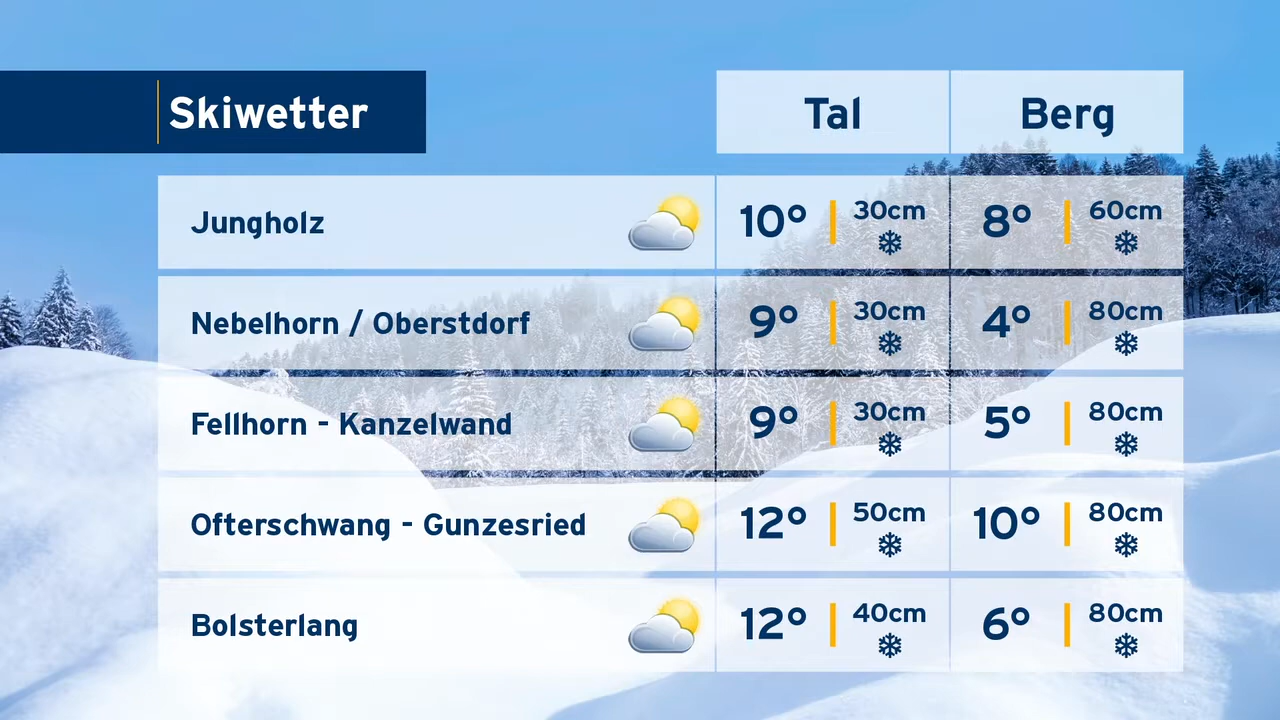 Skiwetter
Tal Berg
Jungholz 10° 30cm 8° 60cm
Nebelhorn / Oberstdorf 9° 30cm 4° 80cm
Fellhorn - Kanzelwand 9° 30cm 5° 80cm
Ofterschwang - Gunzesried 12° 50cm 10° 80cm
Bolsterlang 12° 40cm 6° 80cm